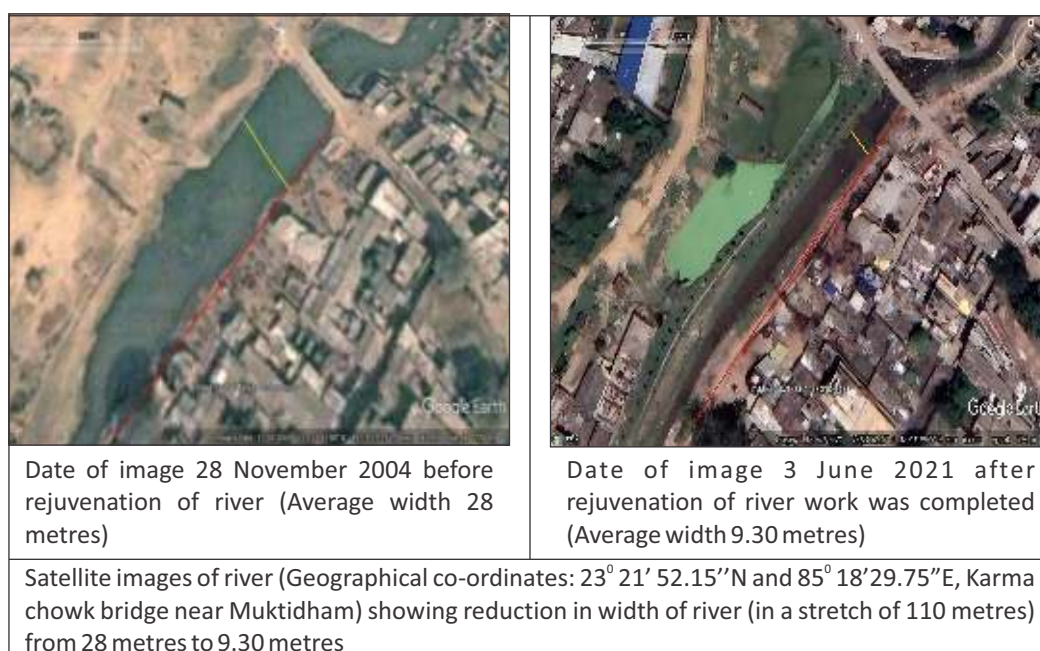 Google Earth
Google Earth
Date of image 28 November 2004 before
rejuvenation of river (Average width 28
metres)
Date of image 3 June 2021 after
rejuvenation of river work was completed
(Average width 9.30 metres)
Satellite images of river (Geographical co-ordinates: 23⁰ 21’ 52.15’’N and 85⁰ 18’29.75”E, Karma
chowk bridge near Muktidham) showing reduction in width of river (in a stretch of 110 metres)
from 28 metres to 9.30 metres